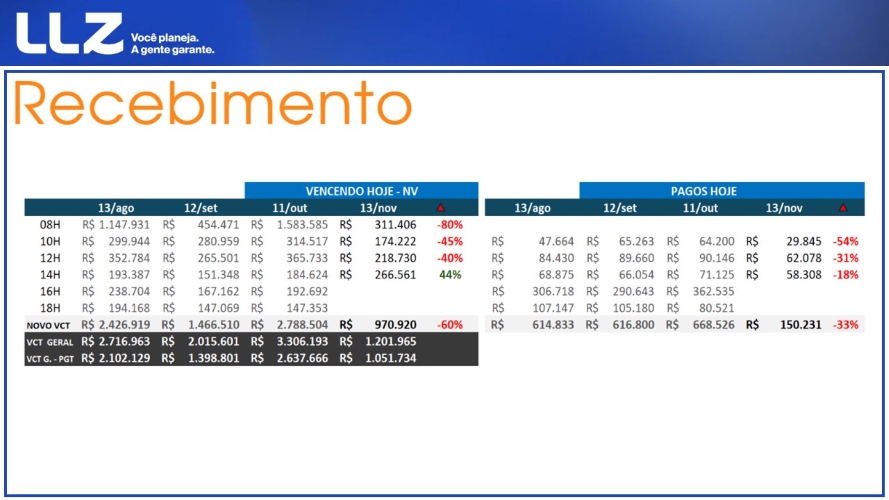 LLZ Você planeja.
A gente garante.
Recebimento
VENCENDO HOJE - NV PAGOS HOJE
13/ago 12/set 11/out 13/nov 13/ago 12/set 11/out 13/nov
08H R$ 1.147.931 R$ 454.471 R$ 1.583.585 R$ 311.406 -80%
10H R$ 299.944 R$ 280.959 R$ 314.517 R$ 174.222 -45% R$ 47.664 R$ 65.263 R$ 64.200 R$ 29.845 -54%
12H R$ 352.784 R$ 265.501 R$ 365.733 R$ 218.730 -40% R$ 84.430 R$ 89.660 R$ 90.146 R$ 62.078 -31%
14H R$ 193.387 R$ 151.348 R$ 184.624 R$ 266.561 44% R$ 68.875 R$ 66.054 R$ 71.125 R$ 58.308 -18%
16H R$ 238.704 R$ 167.162 R$ 192.692 R$ 306.718 R$ 290.643 R$ 362.535
18H R$ 194.168 R$ 147.069 R$ 147.353 R$ 107.147 R$ 105.180 R$ 80.521
NOVO VCT R$ 2.426.919 R$ 1.466.510 R$ 2.788.504 R$ 970.920 -60% R$ 614.833 R$ 616.800 R$ 668.526 R$ 150.231 -33%
VCT GERAL R$ 2.716.963 R$ 2.015.601 R$ 3.306.193 R$ 1.201.965
VCT G. - PGT R$ 2.102.129 R$ 1.398.801 R$ 2.637.666 R$ 1.051.734